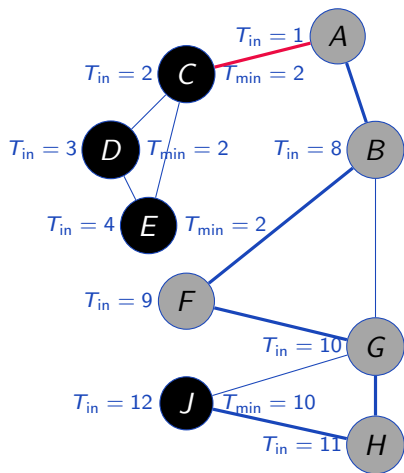 T_in = 1 A
T_in = 2 C T_min = 2
T_in = 3 D T_min = 2
T_in = 8 B
T_in = 4 E T_min = 2
T_in = 9 F
T_in = 10 G
T_in = 12 J T_min = 10
T_in = 11 H